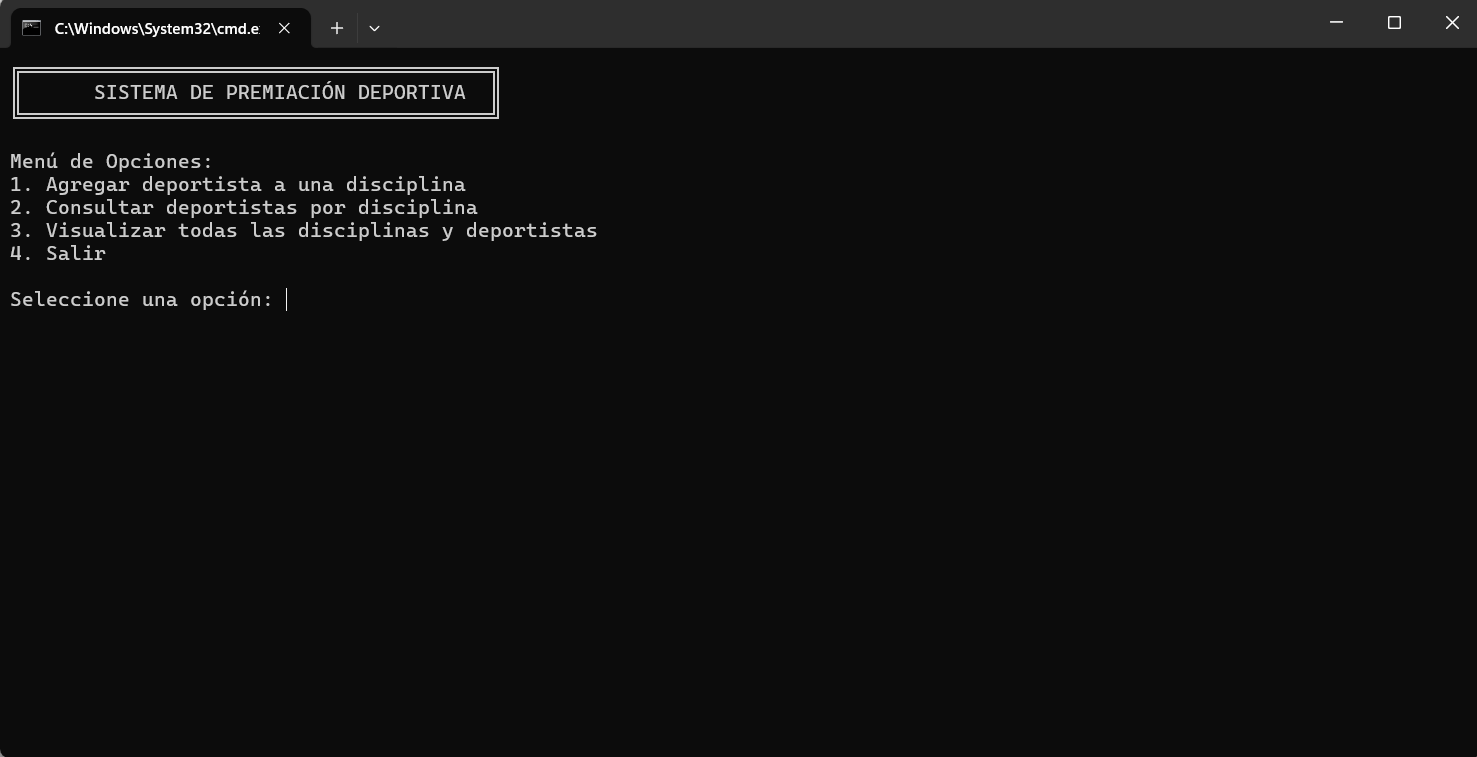 C:\Windows\System32\cmd.e
SISTEMA DE PREMIACIÓN DEPORTIVA
Menú de Opciones:
1. Agregar deportista a una disciplina
2. Consultar deportistas por disciplina
3. Visualizar todas las disciplinas y deportistas
4. Salir
Seleccione una opción: